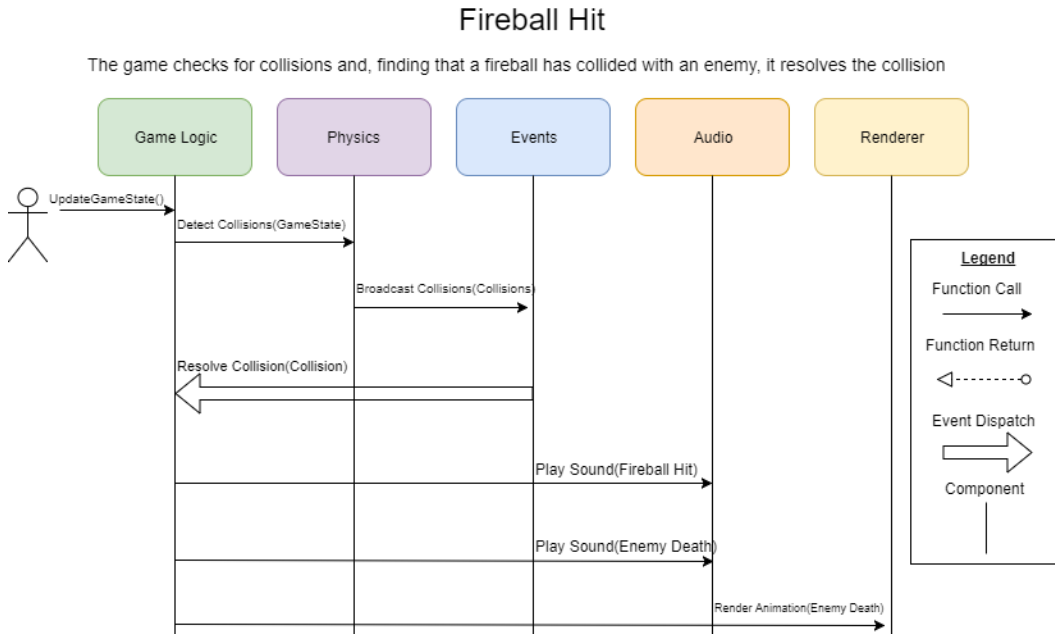 Fireball Hit
The game checks for collisions and, finding that a fireball has collided with an enemy, it resolves the collision
Game Logic
Physics
Events
Audio
Renderer
UpdateGameState()
Detect Collisions(GameState)
Broadcast Collisions(Collisions)
Resolve Collision(Collision)
Play Sound(Fireball Hit)
Play Sound(Enemy Death)
Render Animation(Enemy Death)
Legend
Function Call
Function Return
Event Dispatch
Component